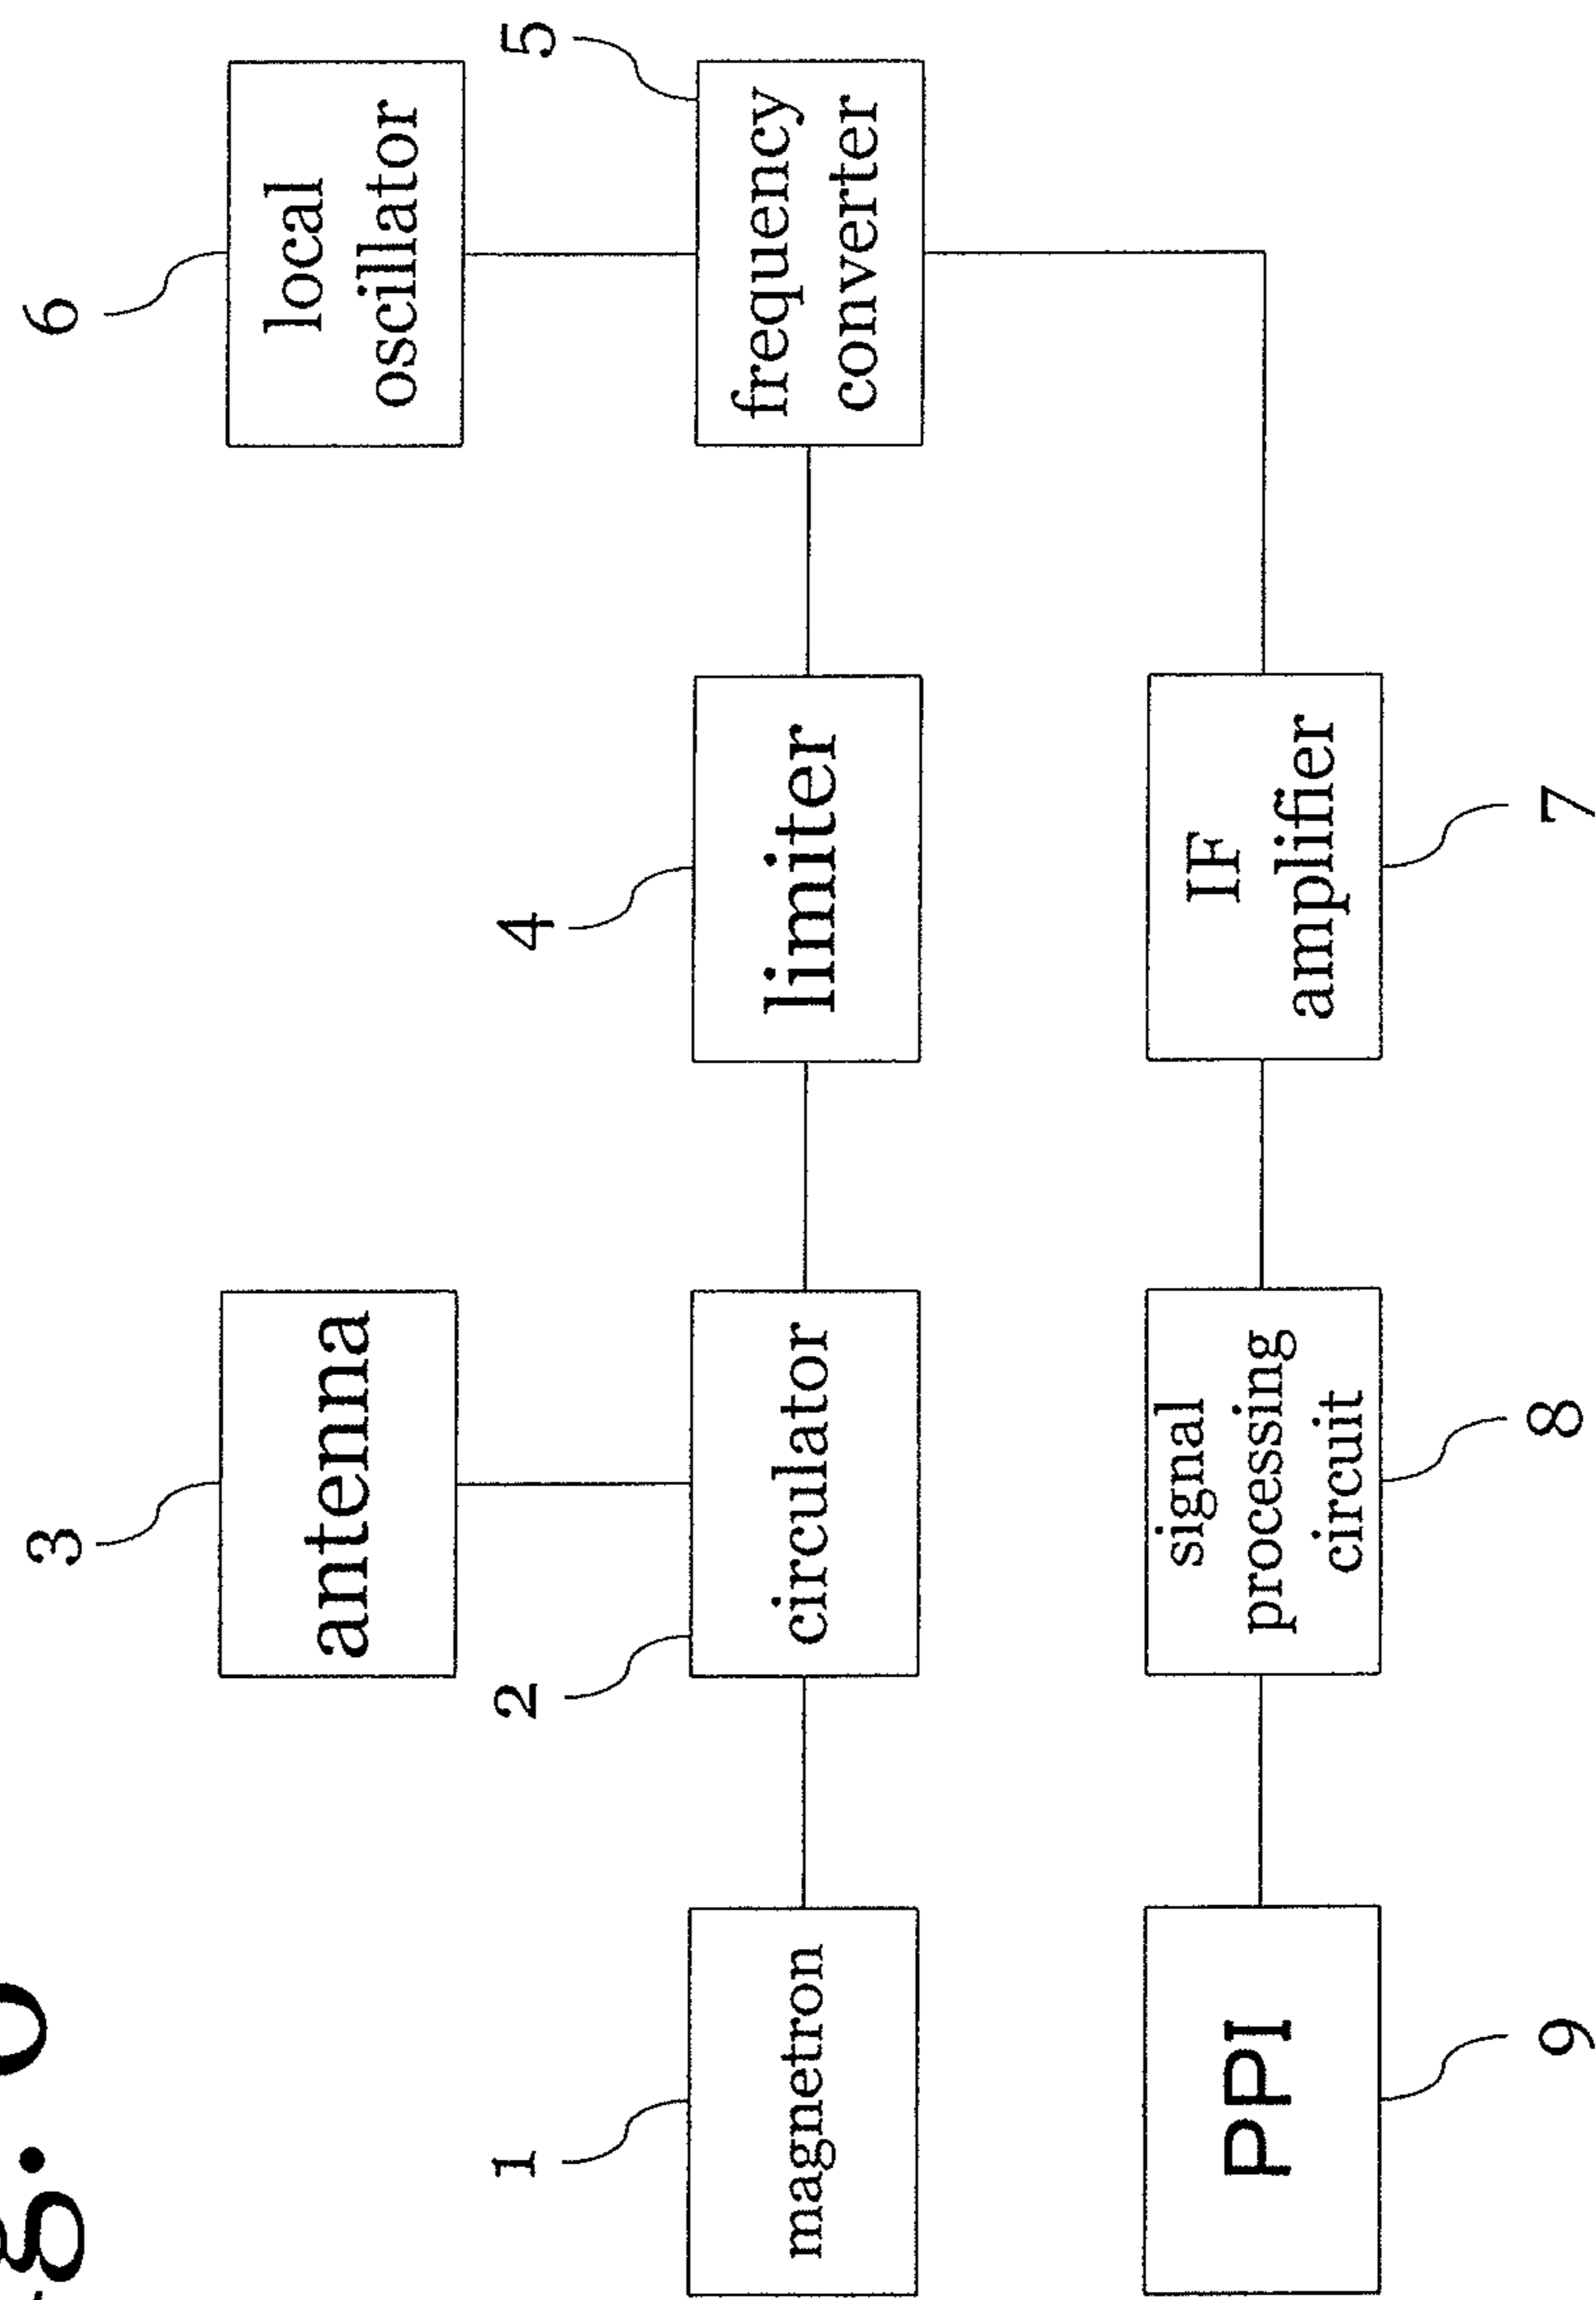 3
6
antenna
local
oscillator
1
2
4
5
magnetron
circulator
limiter
frequency
converter
PPI
signal
processing
circuit
IF
amplifier
9
8
7